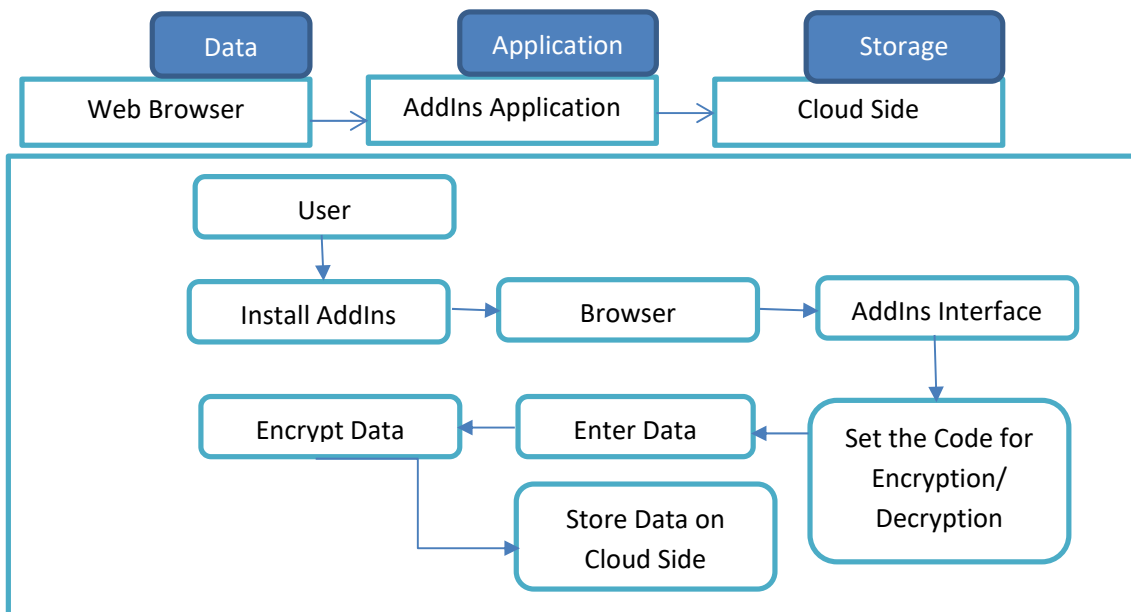 Data
Application
Storage
Web Browser
AddIns Application
Cloud Side
User
Install AddIns
Browser
AddIns Interface
Encrypt Data
Enter Data
Set the Code for
Encryption/
Decryption
Store Data on
Cloud Side